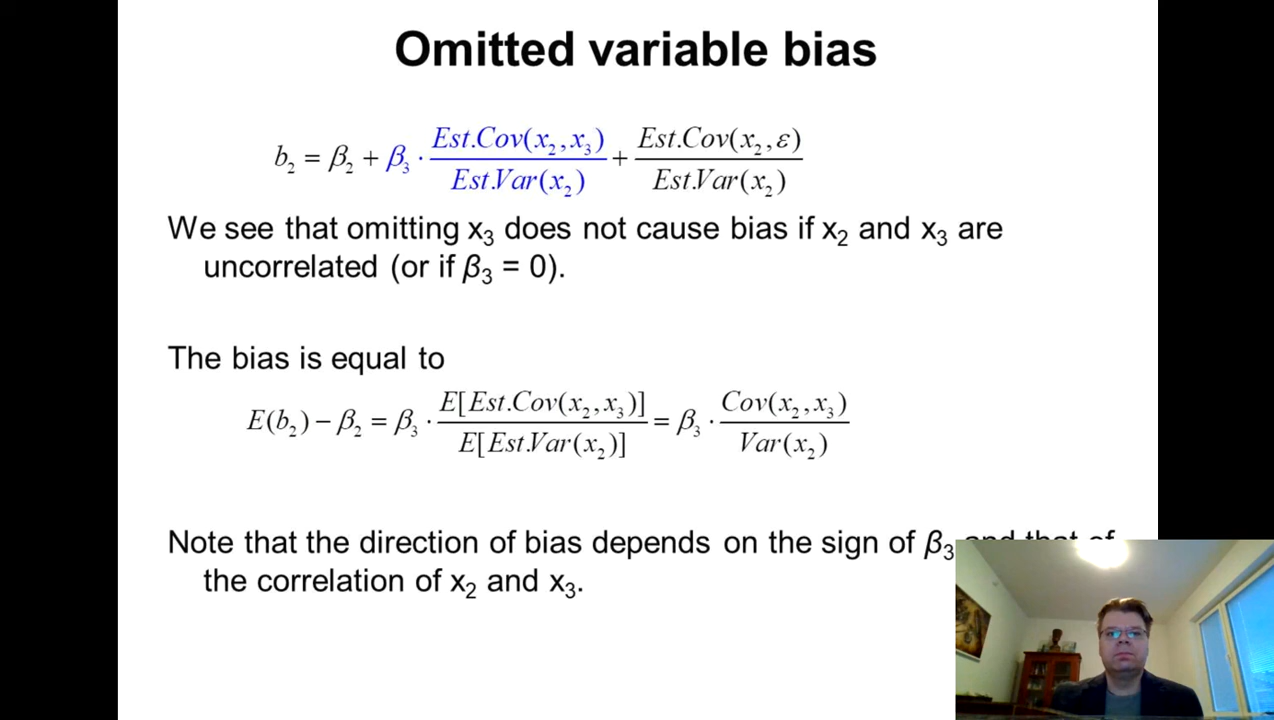 Omitted variable bias
b₂ = β₂ + β₃ · Est.Cov(x₂,x₃) / Est.Var(x₂) + Est.Cov(x₂,ε) / Est.Var(x₂)
We see that omitting x₃ does not cause bias if x₂ and x₃ are
uncorrelated (or if β₃ = 0).
The bias is equal to
E(b₂) − β₂ = β₃ · E[Est.Cov(x₂,x₃)] / E[Est.Var(x₂)] = β₃ · Cov(x₂,x₃) / Var(x₂)
Note that the direction of bias depends on the sign of β₃ and that of
the correlation of x₂ and x₃.